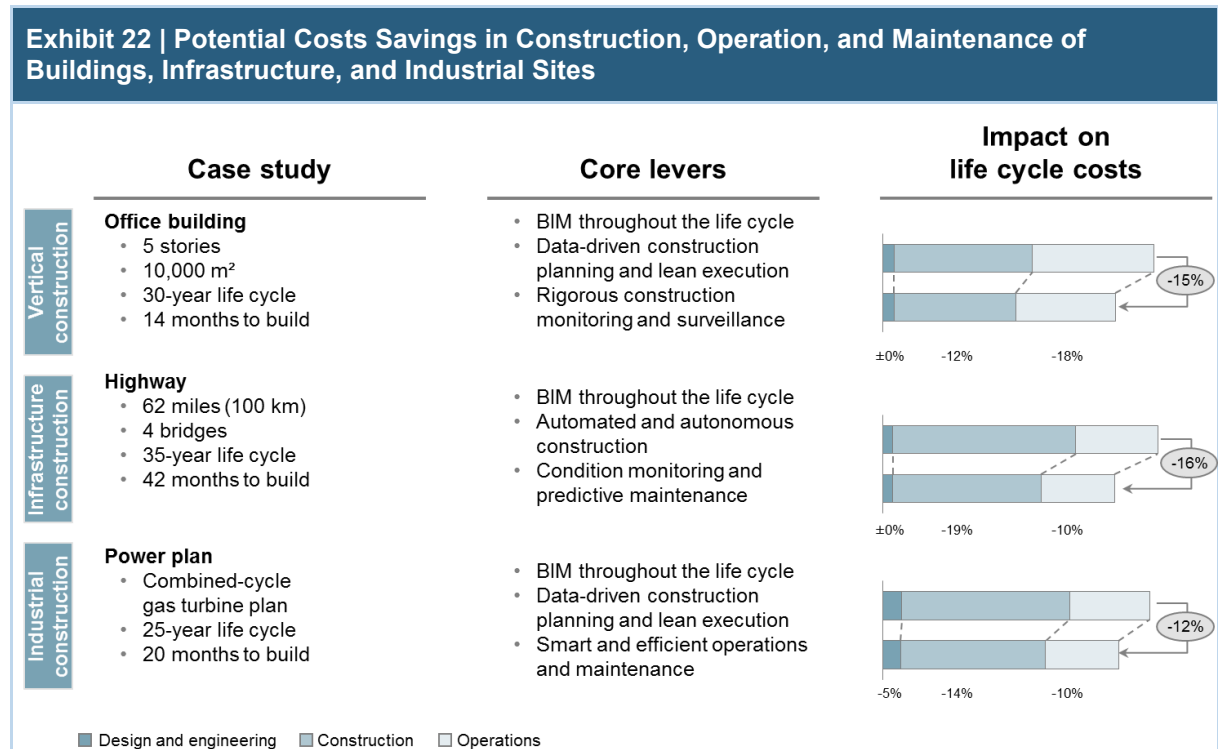 Exhibit 22 | Potential Costs Savings in Construction, Operation, and Maintenance of
Buildings, Infrastructure, and Industrial Sites
Case study
Core levers
Impact on
life cycle costs
Vertical
construction
Office building
• 5 stories
• 10,000 m²
• 30-year life cycle
• 14 months to build
• BIM throughout the life cycle
• Data-driven construction
planning and lean execution
• Rigorous construction
monitoring and surveillance
-15%
±0% -12% -18%
Infrastructure
construction
Highway
• 62 miles (100 km)
• 4 bridges
• 35-year life cycle
• 42 months to build
• BIM throughout the life cycle
• Automated and autonomous
construction
• Condition monitoring and
predictive maintenance
-16%
±0% -19% -10%
Industrial
construction
Power plan
• Combined-cycle
gas turbine plan
• 25-year life cycle
• 20 months to build
• BIM throughout the life cycle
• Data-driven construction
planning and lean execution
• Smart and efficient operations
and maintenance
-12%
-5% -14% -10%
Design and engineering Construction Operations